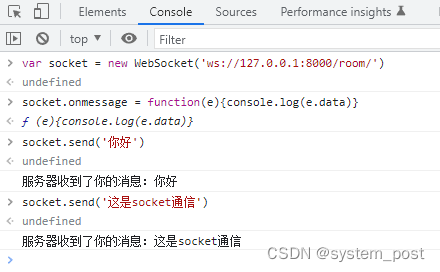 Elements Console Sources Performance insights
top Filter
> var socket = new WebSocket('ws://127.0.0.1:8000/room/')
< undefined
> socket.onmessage = function(e){console.log(e.data)}
< ƒ (e){console.log(e.data)}
> socket.send('你好')
< undefined
服务器收到了你的消息：你好
> socket.send('这是socket通信')
< undefined
服务器收到了你的消息：这是socket通信
>
CSDN @system_post